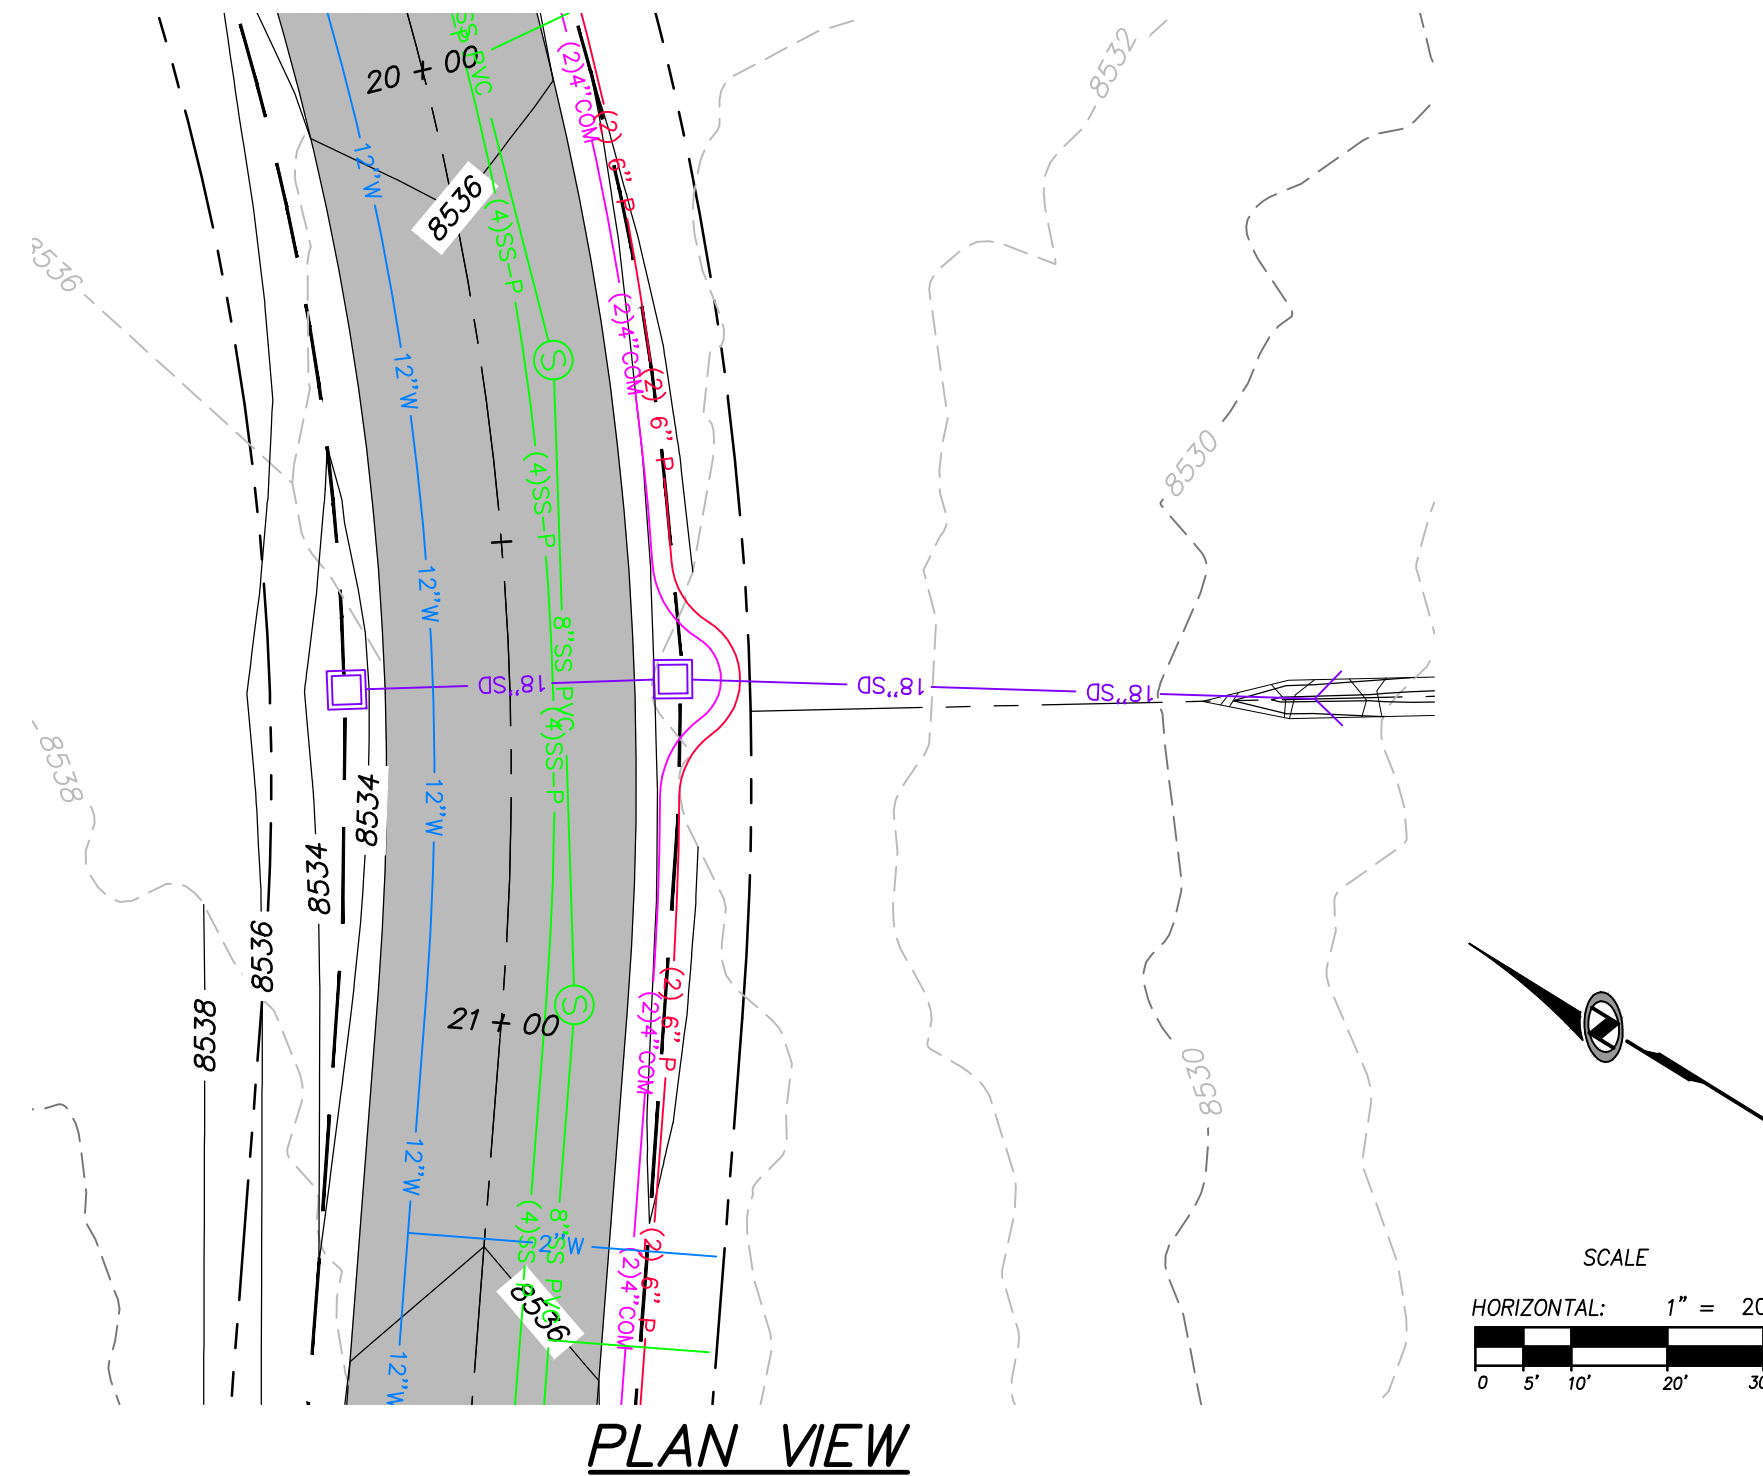 SS PVC
20 + 00
(2)4"COM
8532
12"W
(2) 6" P
8536
(4)SS-P
8536
(2)4"COM
12"W
(2) 6" P
8530
(4)SS-P
12"W
8"SS PVC
18"SD
18"SD
18"SD
(4)SS-P
8538
8534
12"W
8534
8536
8538
21 + 00
(2) 6" P
(2)4"COM
8530
12"W
(4)SS-P
8"SS PVC
2"W
(2) 6" P
(2)4"COM
8536
12"W
S
S
SCALE
HORIZONTAL: 1" = 20
0 5' 10' 20' 30
PLAN VIEW